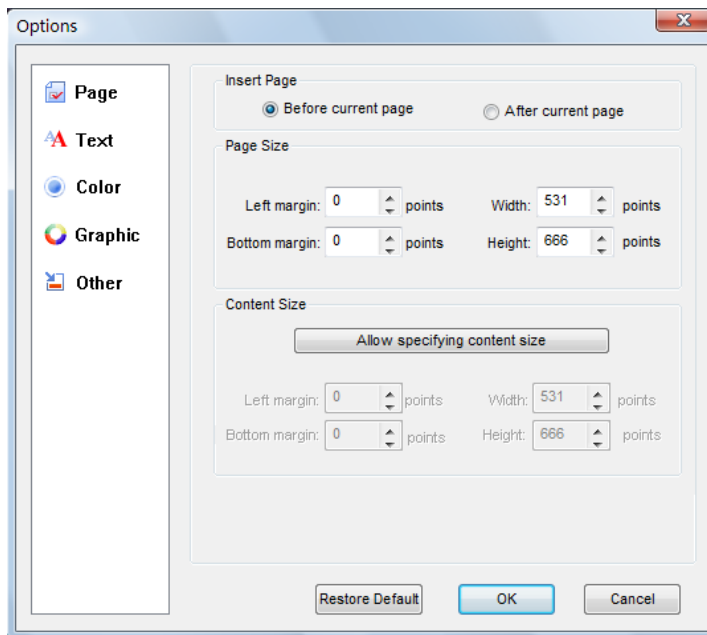 Options
Page
Text
Color
Graphic
Other
Insert Page
Before current page After current page
Page Size
Left margin: 0 points Width: 531 points
Bottom margin: 0 points Height: 666 points
Content Size
Allow specifying content size
Left margin: 0 points Width: 531 points
Bottom margin: 0 points Height: 666 points
Restore Default OK Cancel